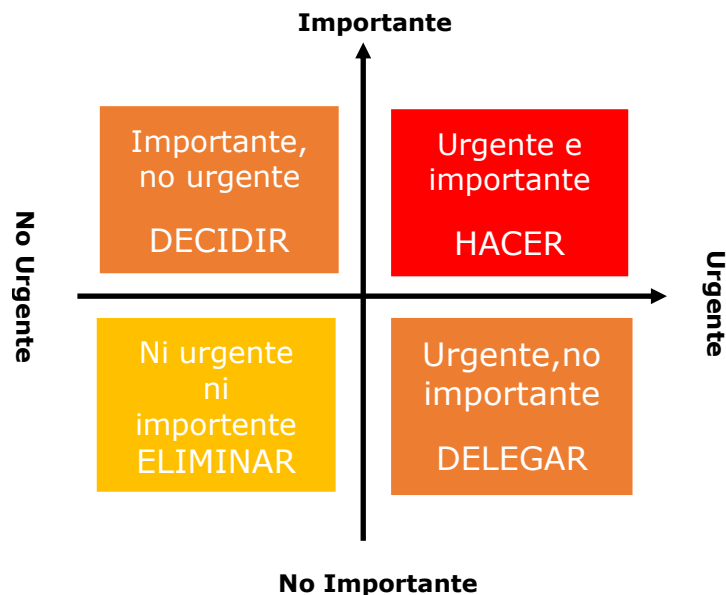 Importante
Importante,
no urgente
DECIDIR
Urgente e
importante
HACER
No Urgente
Urgente
Ni urgente
ni
importente
ELIMINAR
Urgente,no
importante
DELEGAR
No Importante